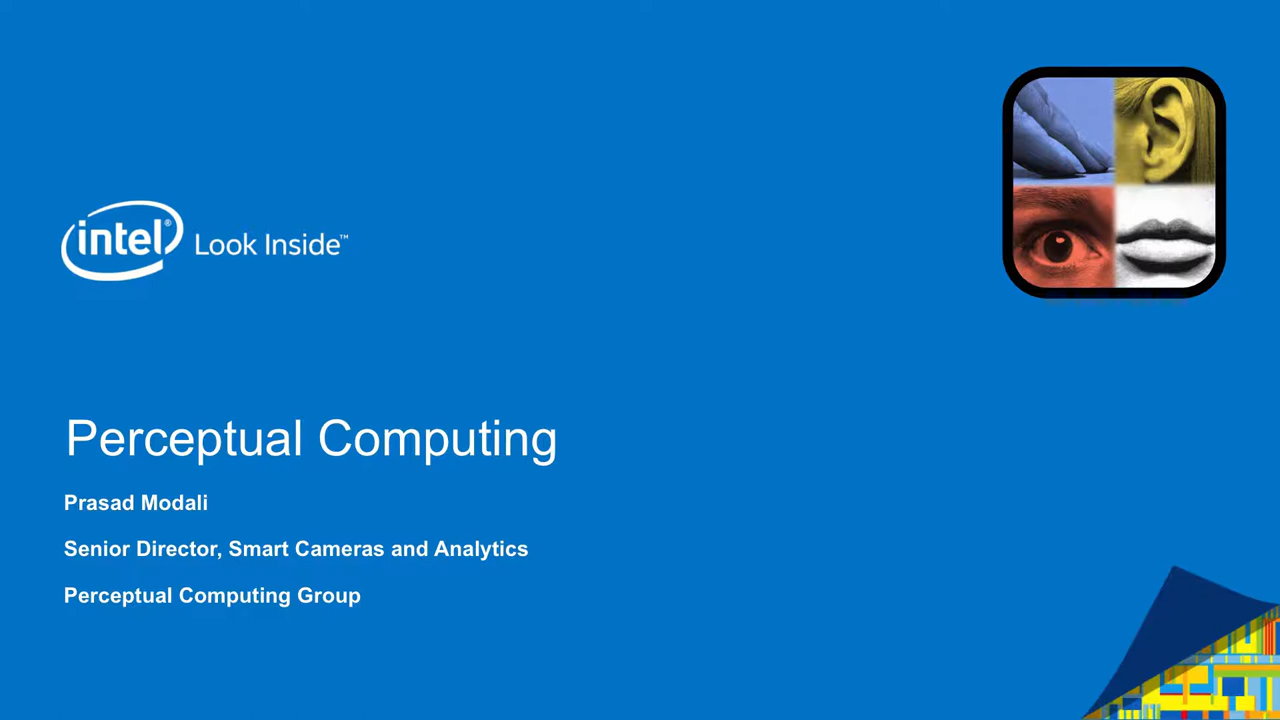 intel® Look Inside™
Perceptual Computing
Prasad Modali
Senior Director, Smart Cameras and Analytics
Perceptual Computing Group